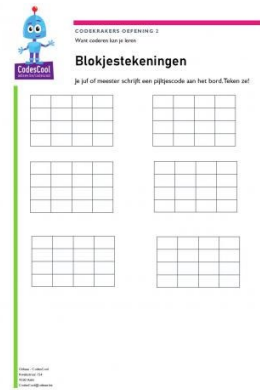 CODEKRAKERS OEFENING 2
Want coderen kan je leren
CodesCool
Blokjestekeningen
Je juf of meester schrijft een pijltjescode aan het bord. Teken ze!